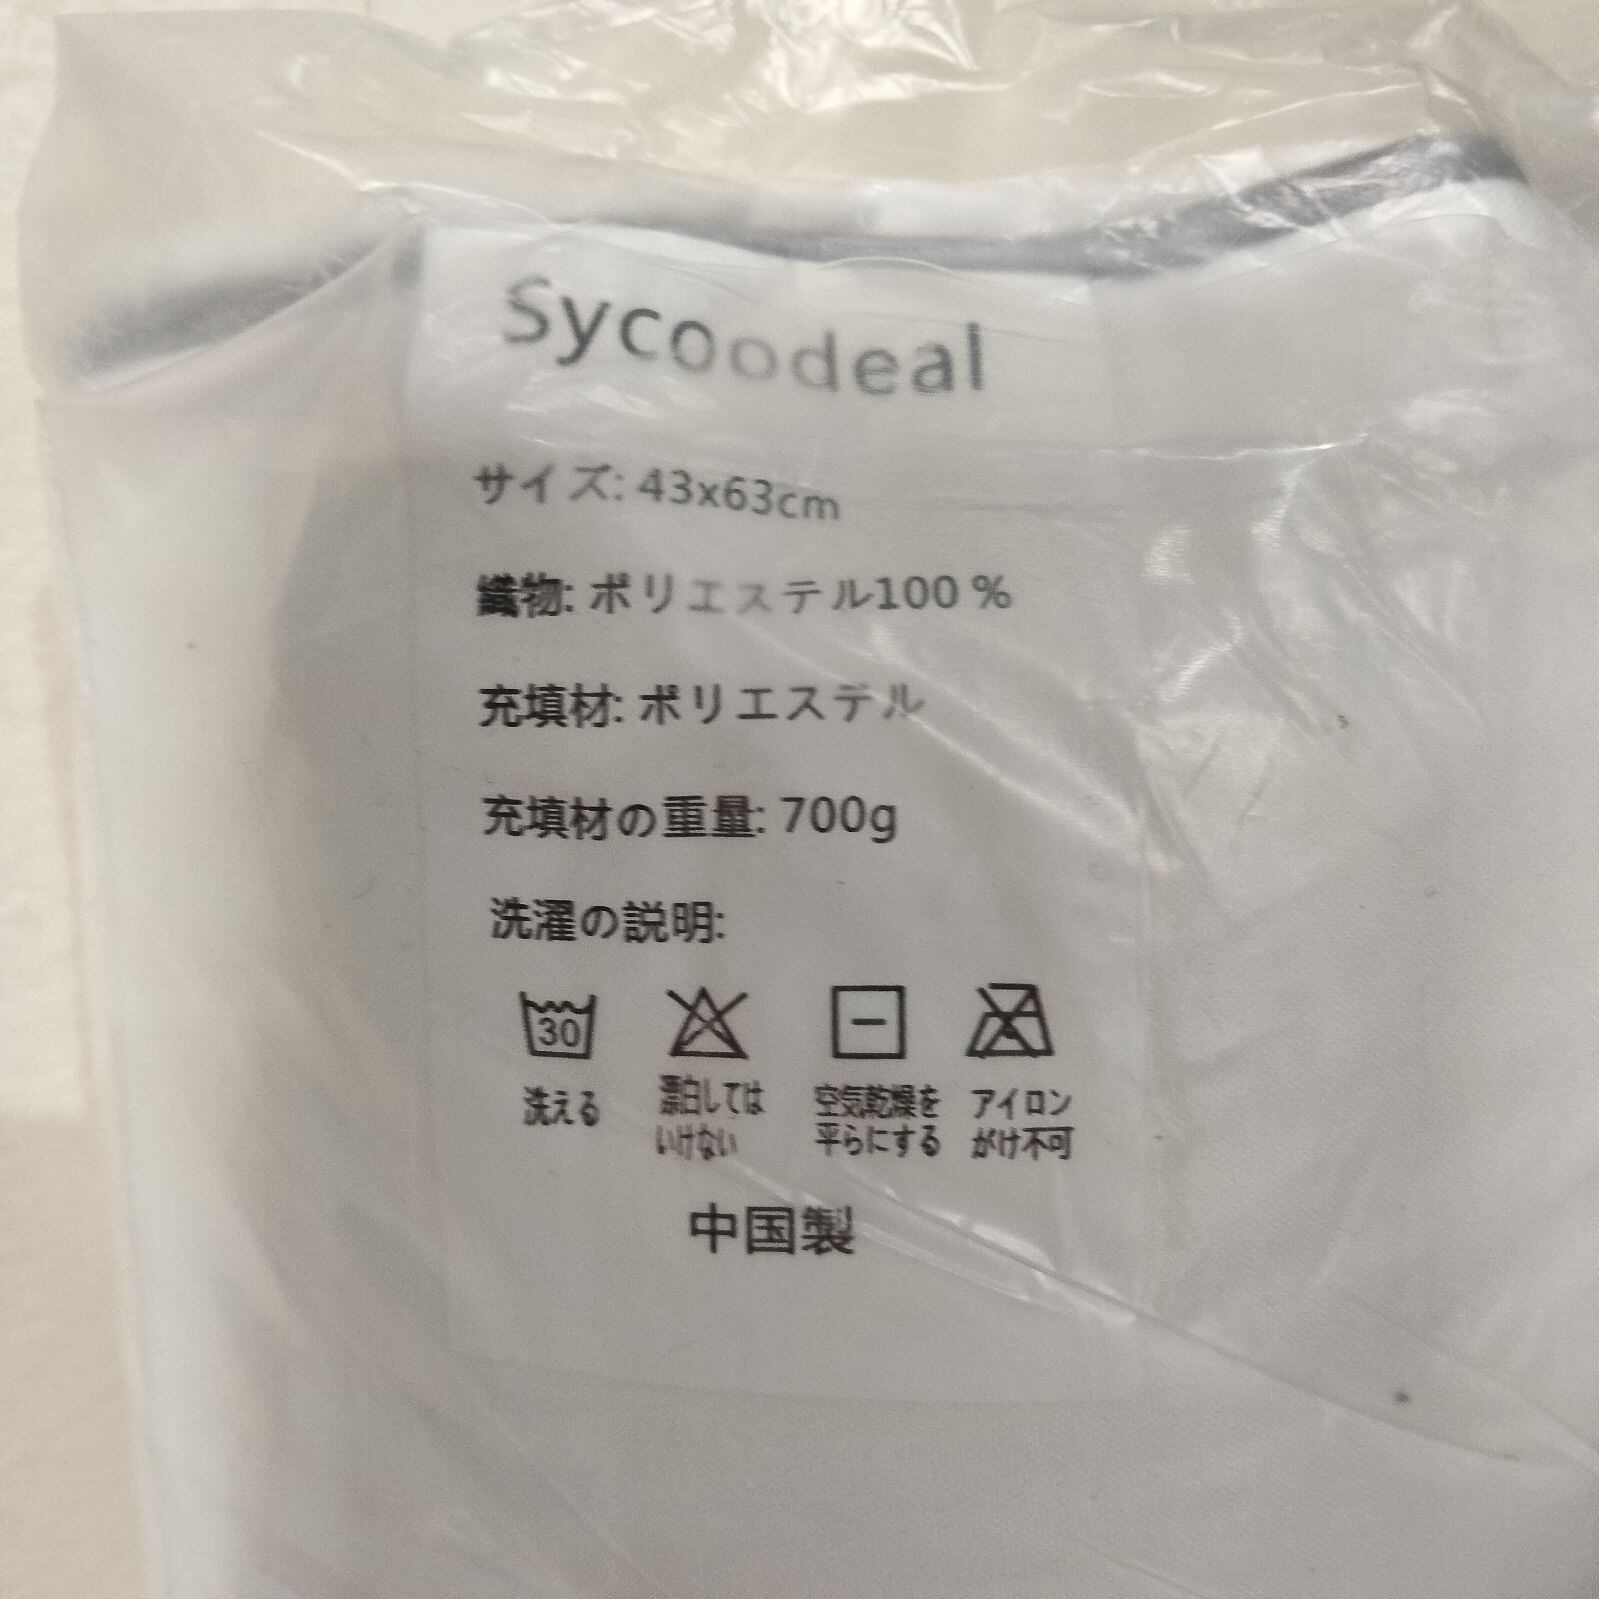 Sycoodeal
サイズ: 43x63cm
織物: ポリエステル100 %
充填材: ポリエステル
充填材の重量: 700g
洗濯の説明:
30
洗える
漂白しては
いけない
空気乾燥を
平らにする
アイロン
がけ不可
中国製